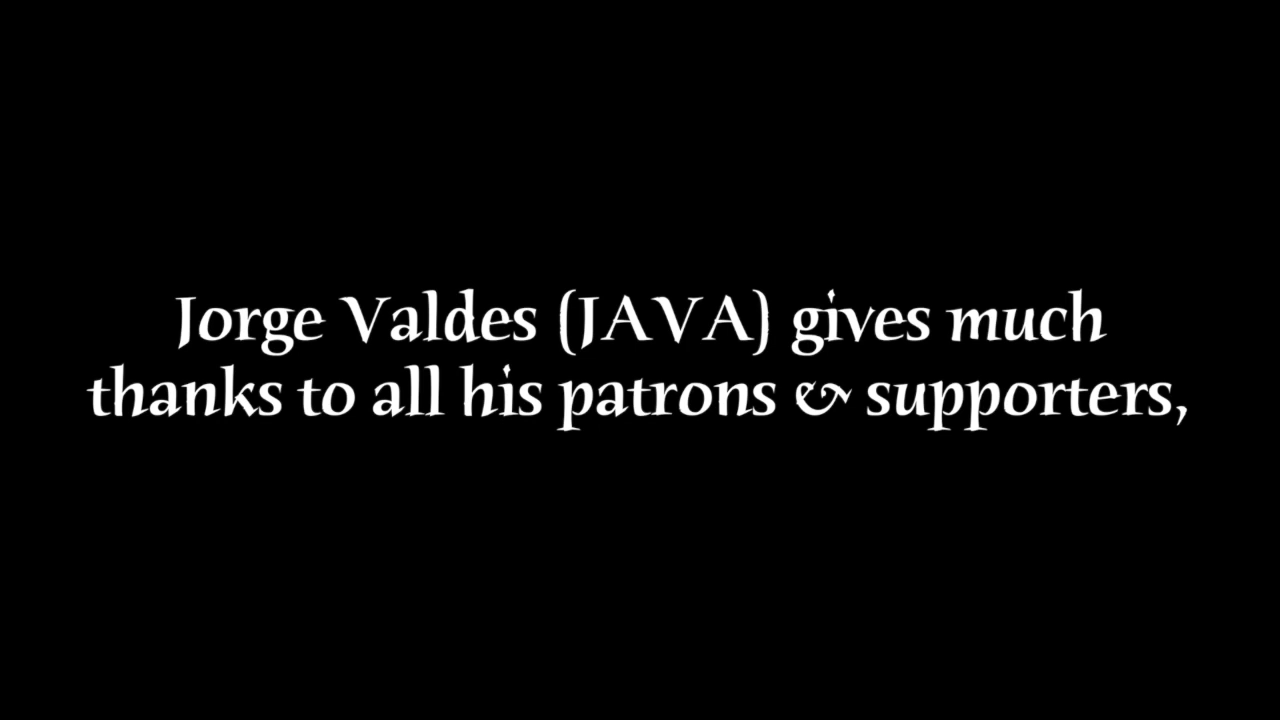 Jorge Valdes (JAVA) gives much
thanks to all his patrons & supporters,